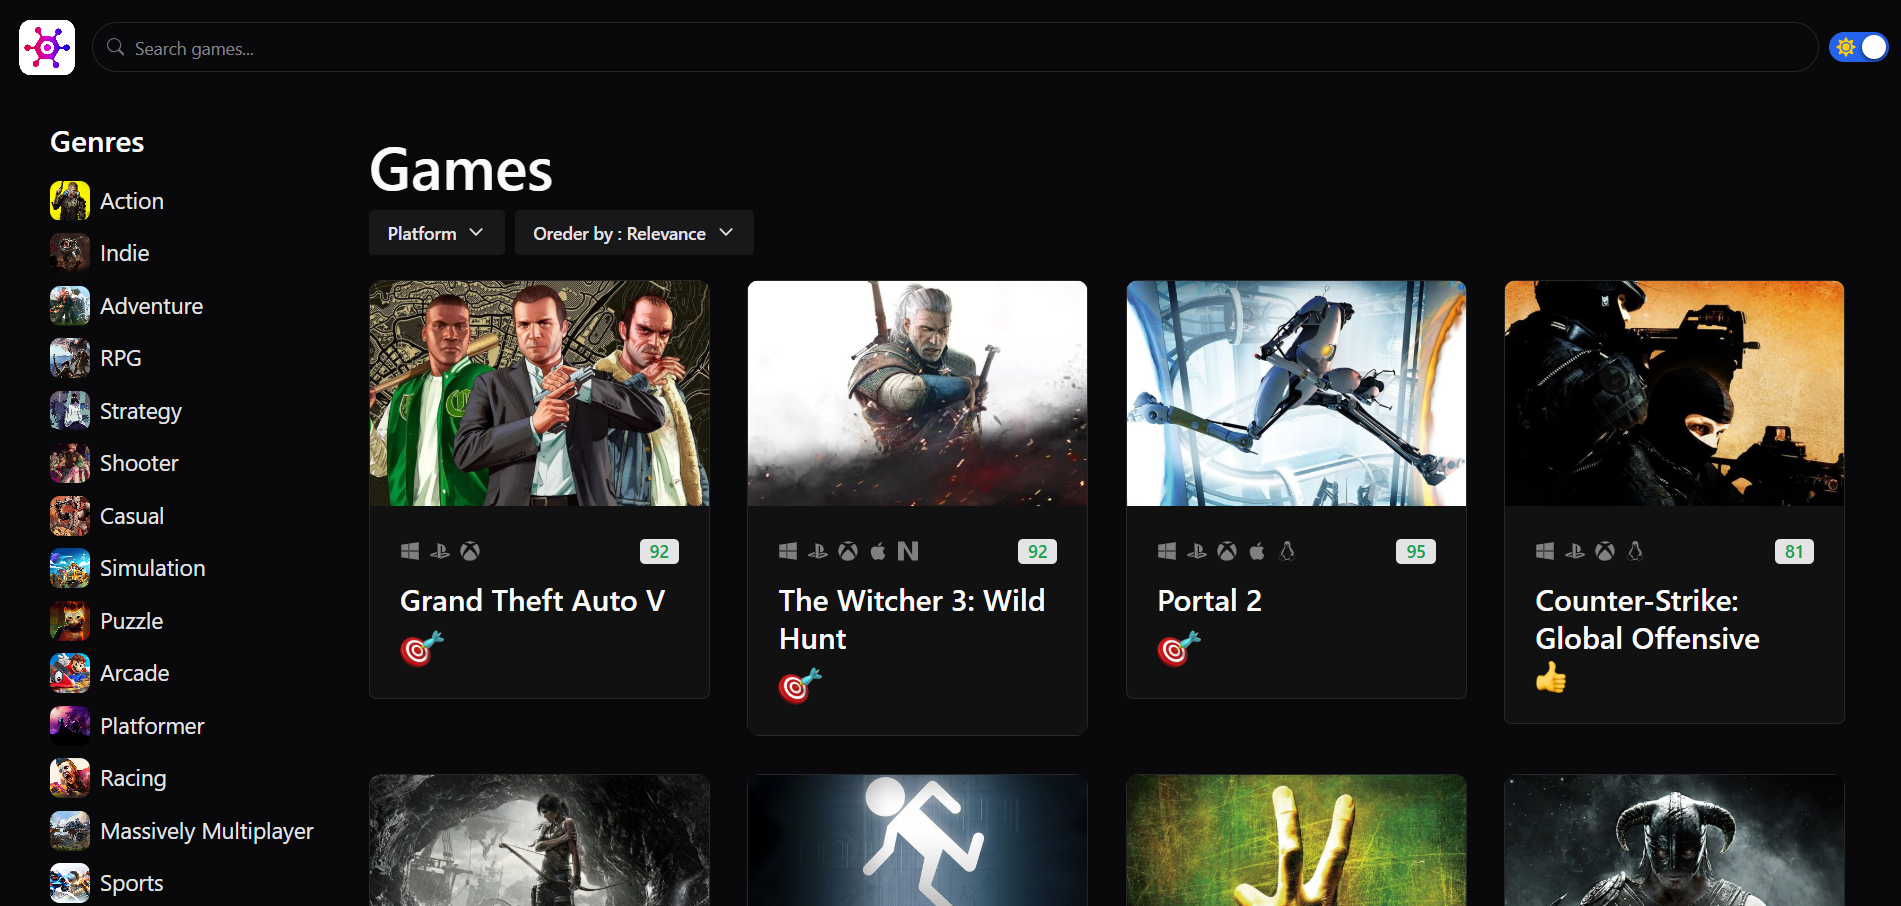 Search games...
Genres
Action
Indie
Adventure
RPG
Strategy
Shooter
Casual
Simulation
Puzzle
Arcade
Platformer
Racing
Massively Multiplayer
Sports
Games
Platform
Oreder by : Relevance
92
Grand Theft Auto V
92
The Witcher 3: Wild
Hunt
95
Portal 2
81
Counter-Strike:
Global Offensive